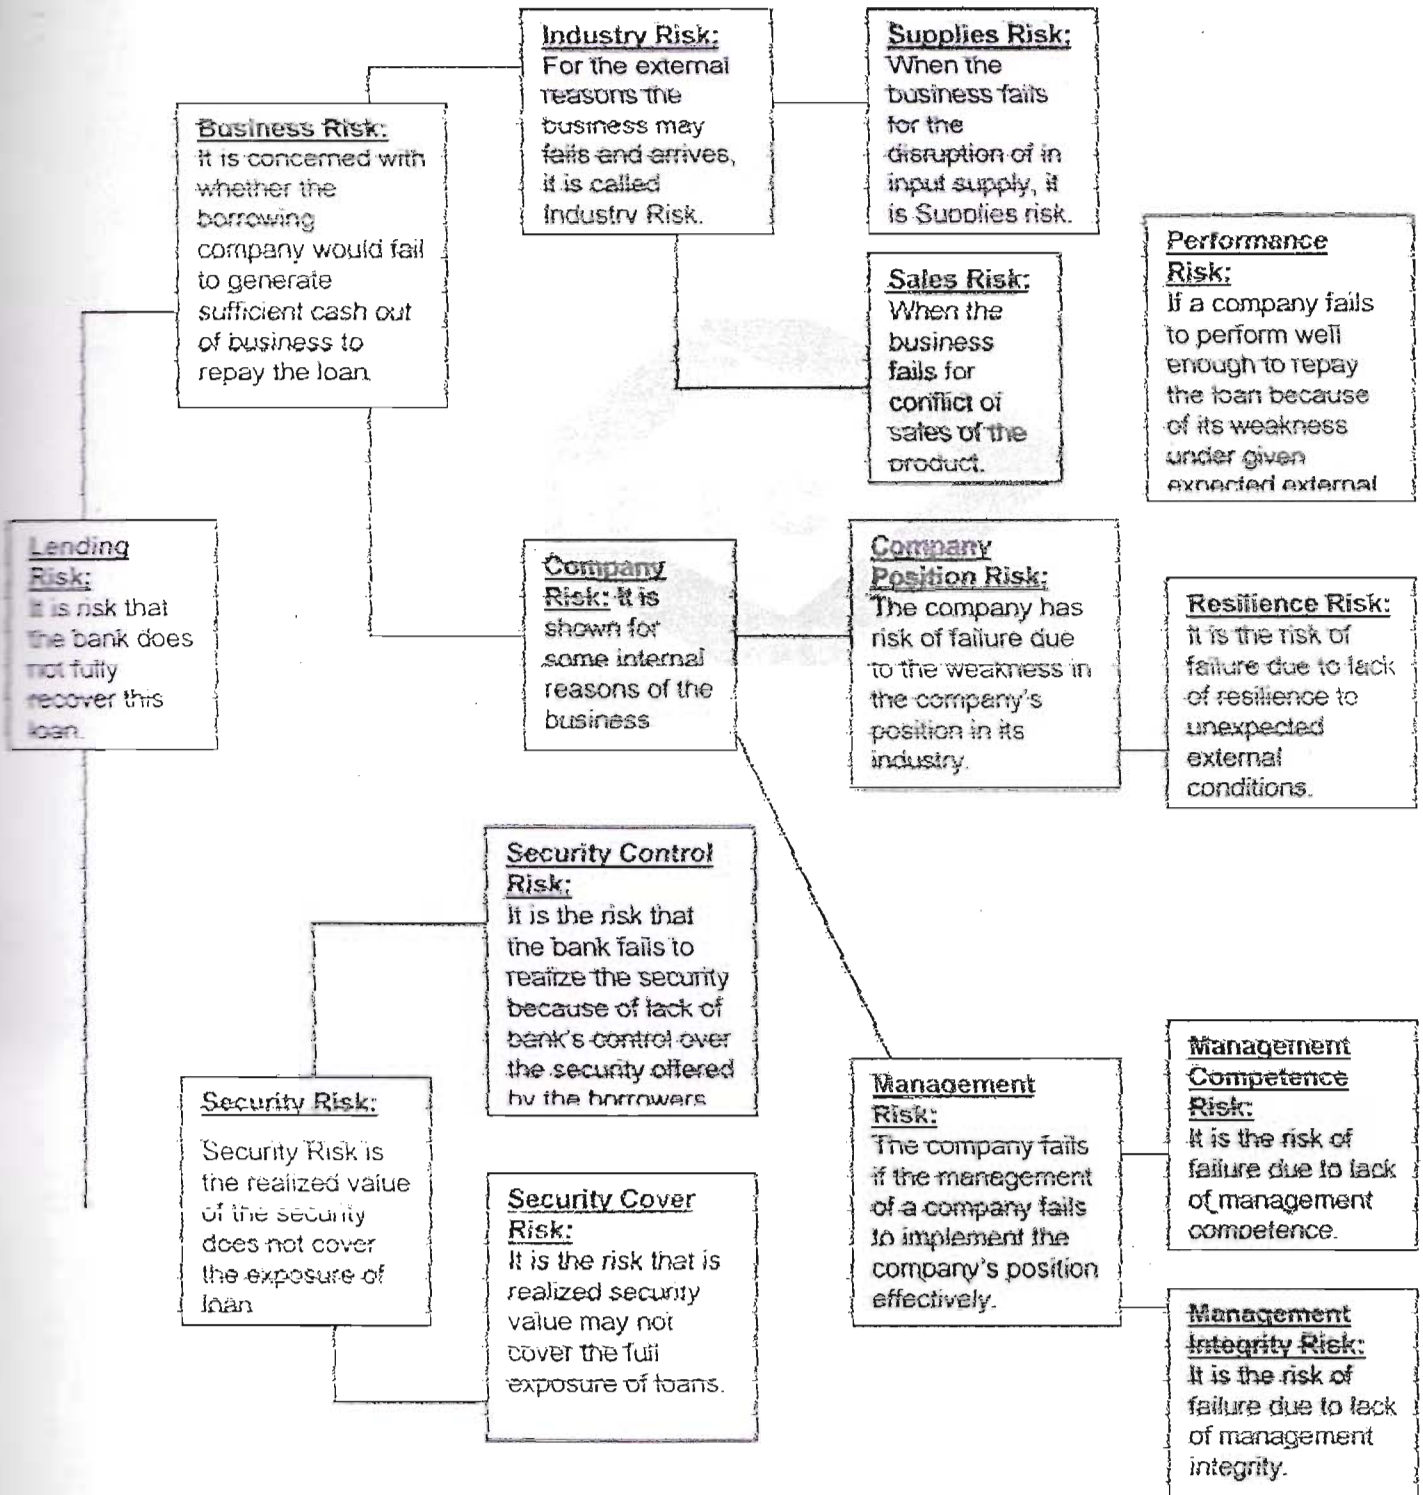 Industry Risk:
For the external
reasons the
business may
fails and arrives,
it is called
Industry Risk.
Supplies Risk:
When the
business fails
for the
disruption of in
input supply, it
is Supplies risk.
Business Risk:
It is concerned with
whether the
borrowing
company would fail
to generate
sufficient cash out
of business to
repay the loan
Sales Risk:
When the
business
fails for
conflict of
sales of the
product.
Performance
Risk:
If a company fails
to perform well
enough to repay
the loan because
of its weakness
under given
expected external
Lending
Risk:
It is risk that
the bank does
not fully
recover this
loan.
Company
Risk: It is
shown for
some internal
reasons of the
business
Company
Position Risk:
The company has
risk of failure due
to the weakness in
the company's
position in its
industry.
Resilience Risk:
it is the risk of
failure due to lack
of resilience to
unexpected
external
conditions.
Security Control
Risk:
It is the risk that
the bank fails to
realize the security
because of lack of
bank's control over
the security offered
by the borrowers
Security Risk:
Security Risk is
the realized value
of the security
does not cover
the exposure of
loan
Security Cover
Risk:
It is the risk that is
realized security
value may not
cover the full
exposure of loans.
Management
Risk:
The company fails
if the management
of a company fails
to implement the
company's position
effectively.
Management
Competence
Risk:
It is the risk of
failure due to lack
of management
competence.
Management
Integrity Risk:
It is the risk of
failure due to lack
of management
integrity.